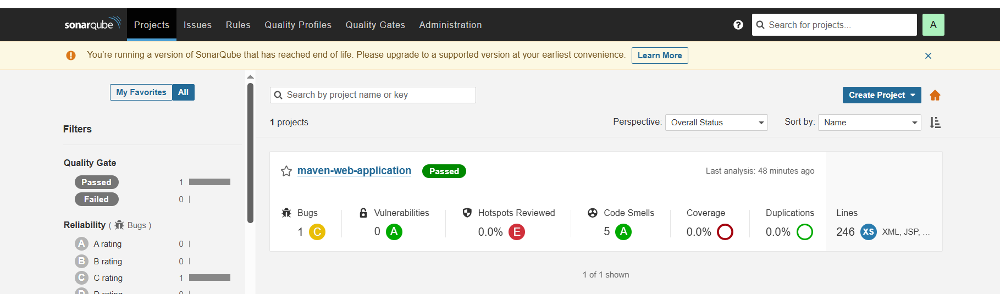 sonarqube Projects Issues Rules Quality Profiles Quality Gates Administration ? Search for projects... A
You're running a version of SonarQube that has reached end of life. Please upgrade to a supported version at your earliest convenience. Learn More
My Favorites All
Filters
Quality Gate
Passed 1
Failed 0
Reliability ( Bugs )
A A rating 0
B B rating 0
C C rating 1
D D rating 0
Search by project name or key
Create Project
1 projects
Perspective: Overall Status
Sort by: Name
maven-web-application Passed
Last analysis: 48 minutes ago
Bugs Vulnerabilities Hotspots Reviewed Code Smells Coverage Duplications Lines
1 C 0 A 0.0% E 5 A 0.0% 0.0% 246 XS XML, JSP, ...
1 of 1 shown